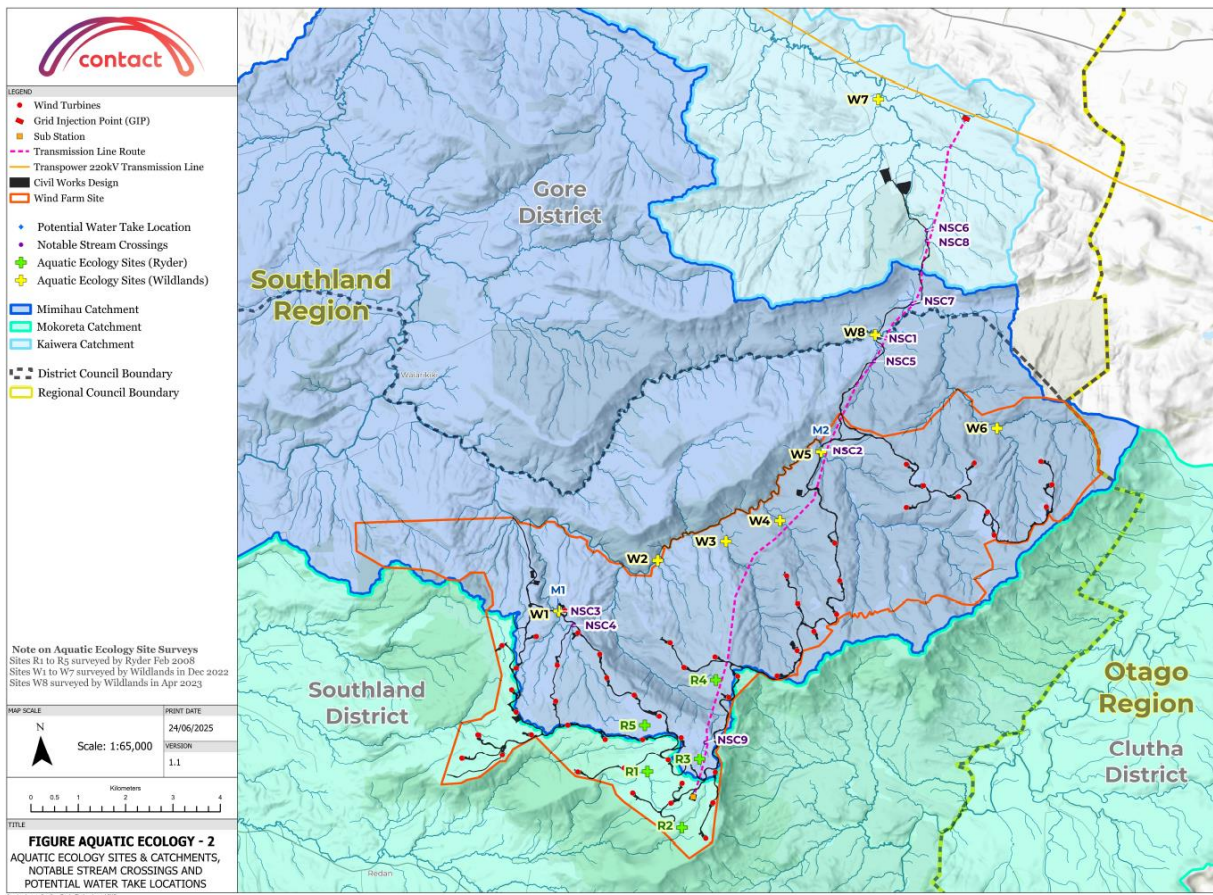 contact
LEGEND
Wind Turbines
Grid Injection Point (GIP)
Sub Station
Transmission Line Route
Transpower 220kV Transmission Line
Civil Works Design
Wind Farm Site
Potential Water Take Location
Notable Stream Crossings
Aquatic Ecology Sites (Ryder)
Aquatic Ecology Sites (Wildlands)
Mimihau Catchment
Mokoreta Catchment
Kaiwera Catchment
District Council Boundary
Regional Council Boundary
Note on Aquatic Ecology Site Surveys
Sites R1 to R5 surveyed by Ryder Feb 2008
Sites W1 to W7 surveyed by Wildlands in Dec 2022
Sites W8 surveyed by Wildlands in Apr 2023
MAP SCALE
N
Scale: 1:65,000
PRINT DATE
24/06/2025
VERSION
1.1
Kilometers
0 0.5 1 2 3 4
TITLE
FIGURE AQUATIC ECOLOGY - 2
AQUATIC ECOLOGY SITES & CATCHMENTS,
NOTABLE STREAM CROSSINGS AND
POTENTIAL WATER TAKE LOCATIONS
W7
Gore
District
NSC6
NSC8
Southland
Region
NSC7
W8
NSC1
NSC5
M2
W6
W5
NSC2
W4
W3
W2
M1
W1
NSC3
NSC4
Southland
District
R4
Otago
Region
R5
NSC9
Clutha
District
R3
R1
R2
Redan